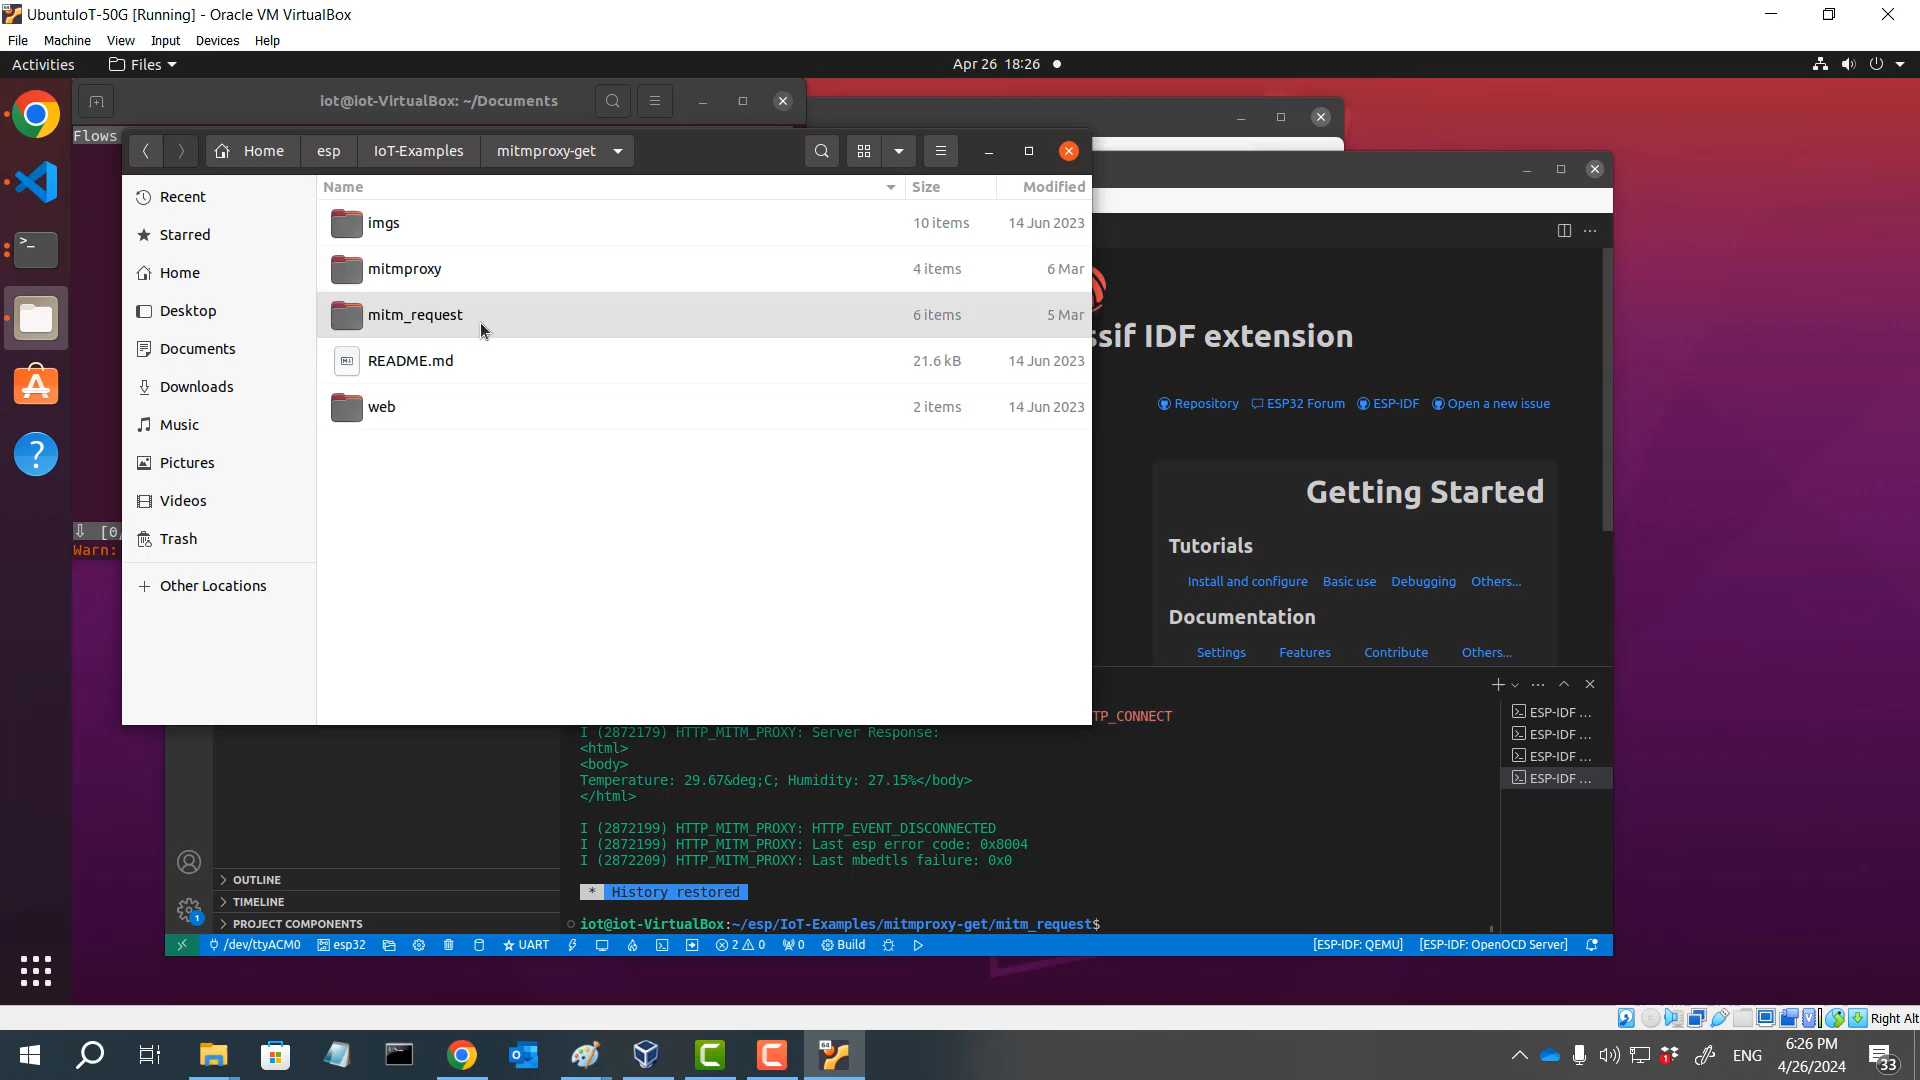 UbuntuIoT-50G [Running] - Oracle VM VirtualBox
File Machine View Input Devices Help
Activities Files Apr 26 18:26
iot@iot-VirtualBox: ~/Documents
Flows
Home esp IoT-Examples mitmproxy-get
Name Size Modified
Recent
Starred
Home
Desktop
Documents
Downloads
Music
Pictures
Videos
Trash
Other Locations
imgs 10 items 14 Jun 2023
mitmproxy 4 items 6 Mar
mitm_request 6 items 5 Mar
README.md 21.6 kB 14 Jun 2023
web 2 items 14 Jun 2023
[0/
Warn:
ssif IDF extension
Repository ESP32 Forum ESP-IDF Open a new issue
Getting Started
Tutorials
Install and configure Basic use Debugging Others...
Documentation
Settings Features Contribute Others...
TP_CONNECT
I (2872179) HTTP_MITM_PROXY: Server Response:
<html>
<body>
Temperature: 29.67&deg;C; Humidity: 27.15%</body>
</html>
I (2872199) HTTP_MITM_PROXY: HTTP_EVENT_DISCONNECTED
I (2872199) HTTP_MITM_PROXY: Last esp error code: 0x8004
I (2872209) HTTP_MITM_PROXY: Last mbedtls failure: 0x0
* History restored
iot@iot-VirtualBox:~/esp/IoT-Examples/mitmproxy-get/mitm_request$
ESP-IDF ...
ESP-IDF ...
ESP-IDF ...
ESP-IDF ...
OUTLINE
TIMELINE
PROJECT COMPONENTS
1
/dev/ttyACM0 esp32 UART 2 0 0 Build [ESP-IDF: QEMU] [ESP-IDF: OpenOCD Server]
Right Alt
64
ENG
6:26 PM
4/26/2024
33